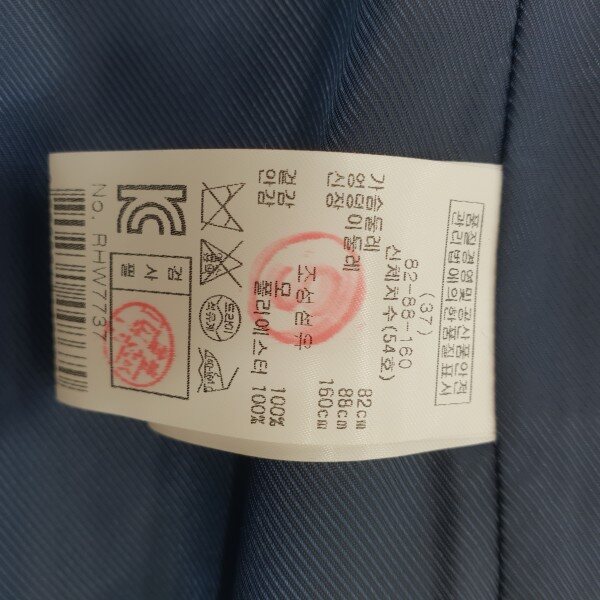 품질경영및공산품안전
관리법에의한품질표시
(37)
82-88-160
신체치수(54호)
가슴둘레 82cm
엉덩이둘레 88cm
신장 160cm
조성섬유
겉감 모 100%
안감 폴리에스터 100%
드라이
검사필
No. RHW7737